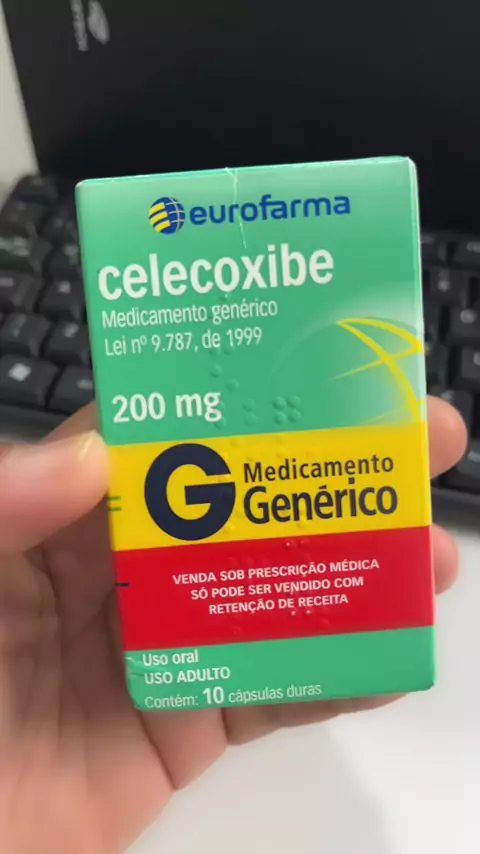 eurofarma
celecoxibe
Medicamento genérico
Lei nº 9.787, de 1999
200 mg
G Medicamento
Genérico
VENDA SOB PRESCRIÇÃO MÉDICA
SÓ PODE SER VENDIDO COM
RETENÇÃO DE RECEITA
Uso oral
USO ADULTO
Contém: 10 cápsulas duras